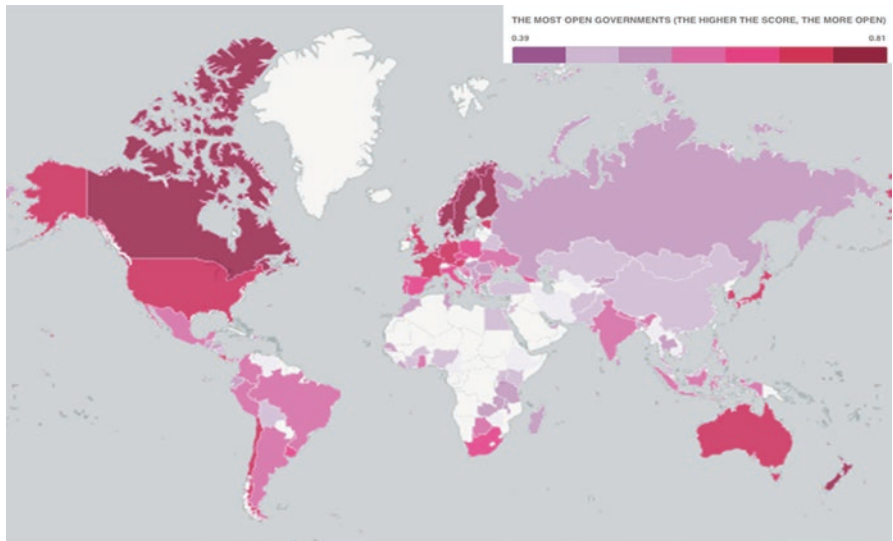 THE MOST OPEN GOVERNMENTS (THE HIGHER THE SCORE, THE MORE OPEN)
0.39 0.81